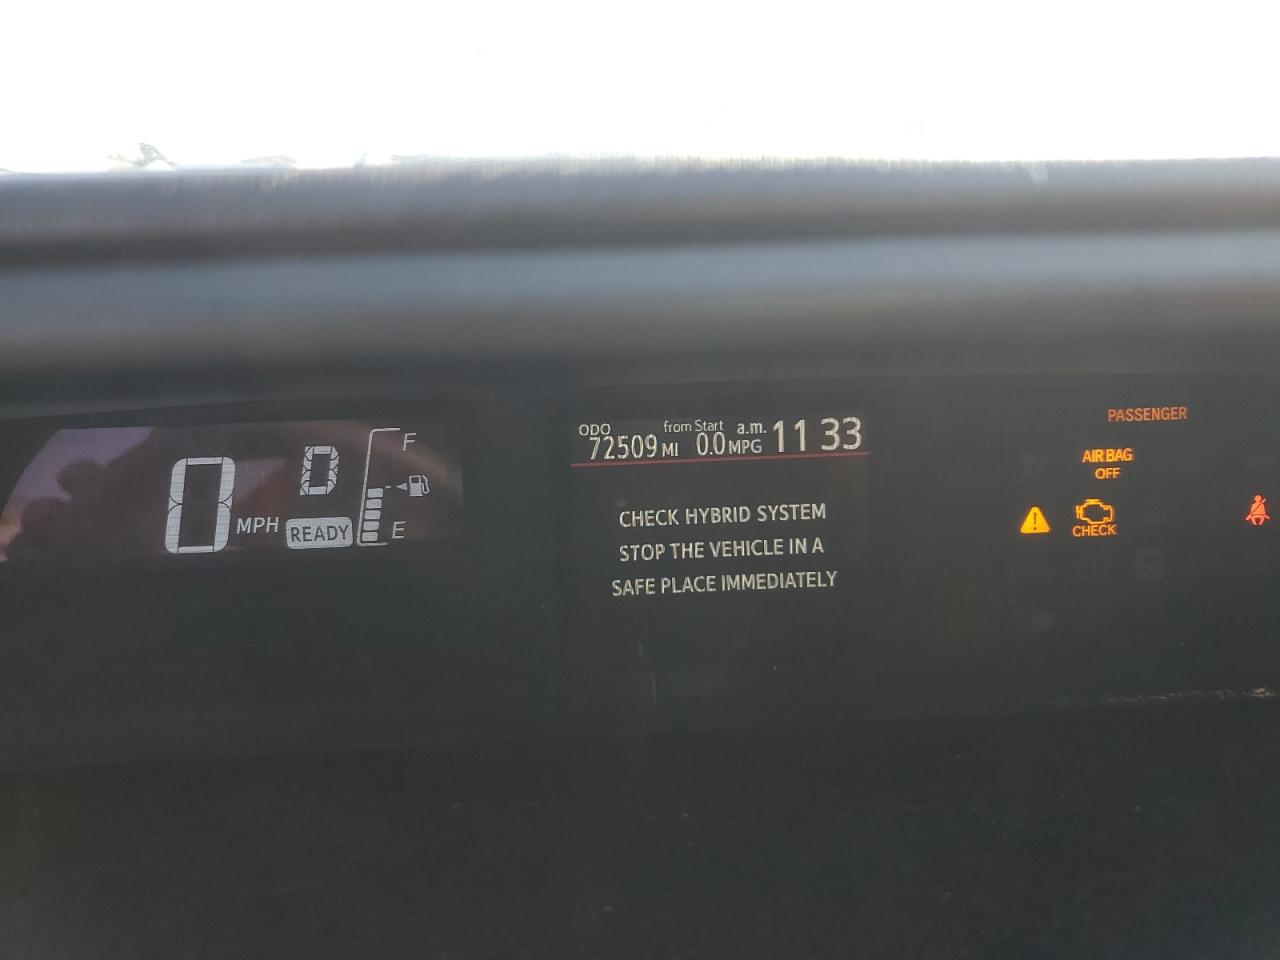 0 MPH
D
READY
F
E
ODO
72509 MI
from Start
0.0 MPG
a.m.
11 33
CHECK HYBRID SYSTEM
STOP THE VEHICLE IN A
SAFE PLACE IMMEDIATELY
PASSENGER
AIR BAG
OFF
CHECK